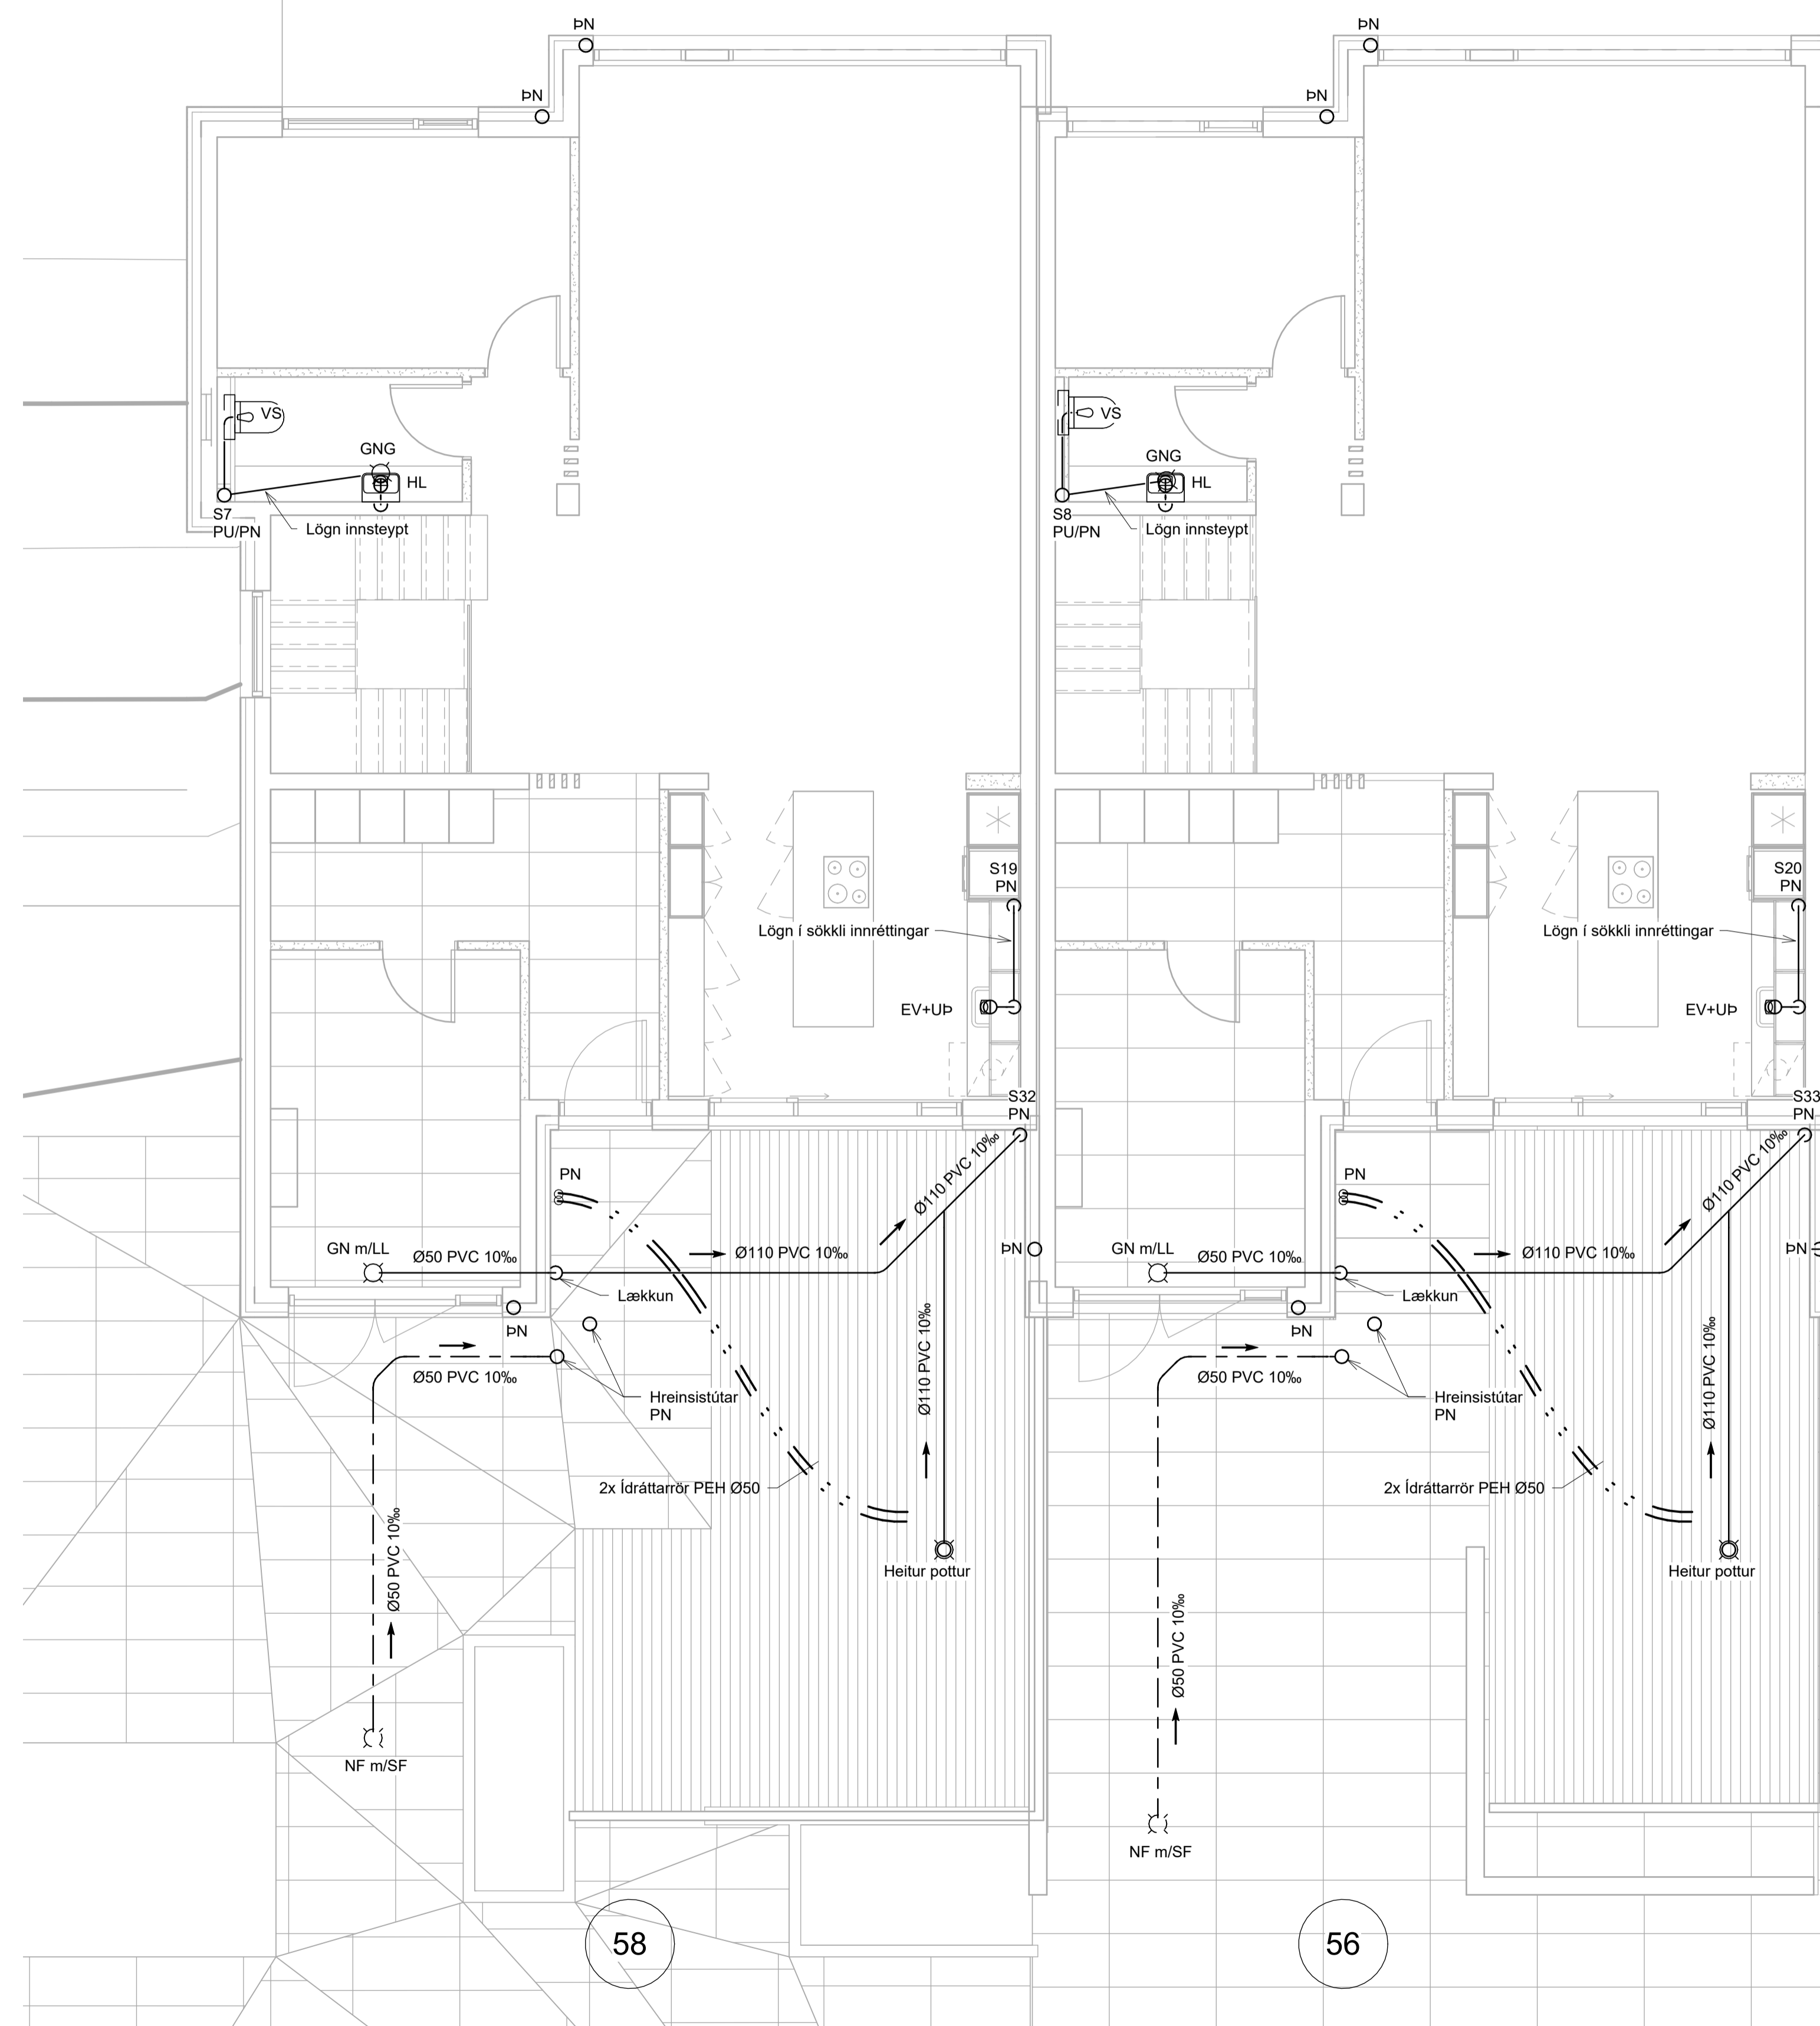 ÞN
ÞN
ÞN
ÞN
VS
GNG
HL
S7
PU/PN
Lögn innsteypt
VS
GNG
HL
S8
PU/PN
Lögn innsteypt
S19
PN
Lögn í sökkli innréttingar
EV+UÞ
S20
PN
Lögn í sökkli innréttingar
EV+UÞ
S32
PN
S33
PN
PN
Ø110 PVC 10‰
GN m/LL
Ø50 PVC 10‰
Ø110 PVC 10‰
ÞN
Lækkun
ÞN
Ø50 PVC 10‰
Hreinsistútar
PN
Ø110 PVC 10‰
2x Ídráttarrör PEH Ø50
Ø50 PVC 10‰
Heitur pottur
NF m/SF
PN
Ø110 PVC 10‰
GN m/LL
Ø50 PVC 10‰
Ø110 PVC 10‰
ÞN
Lækkun
ÞN
Ø50 PVC 10‰
Hreinsistútar
PN
Ø110 PVC 10‰
2x Ídráttarrör PEH Ø50
Ø50 PVC 10‰
Heitur pottur
NF m/SF
58
56